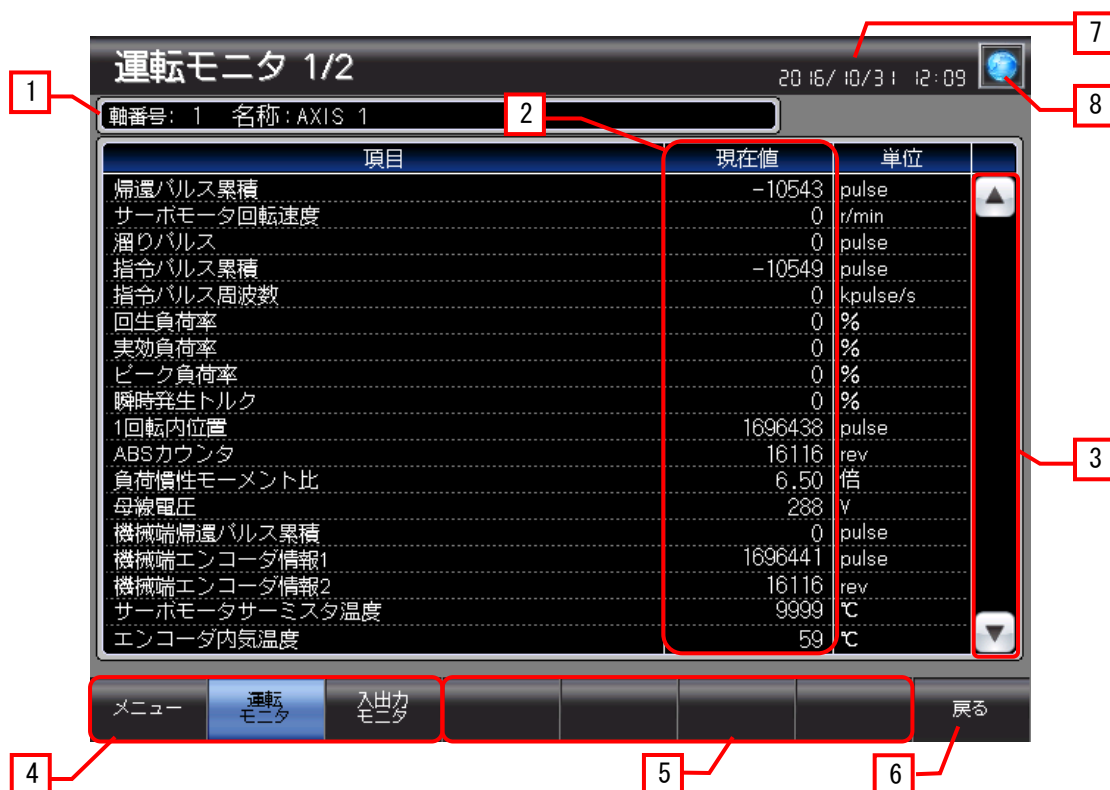 7
運転モニタ 1/2
2016/10/31 12:09
1
8
軸番号: 1 名称:AXIS 1
2
項目 現在値 単位
帰還パルス累積 -10543 pulse
サーボモータ回転速度 0 r/min
溜りパルス 0 pulse
指令パルス累積 -10549 pulse
指令パルス周波数 0 kpulse/s
回生負荷率 0 %
実効負荷率 0 %
ピーク負荷率 0 %
瞬時発生トルク 0 %
1回転内位置 1696438 pulse
ABSカウンタ 16116 rev
3
負荷慣性モーメント比 6.50 倍
母線電圧 288 V
機械端帰還パルス累積 0 pulse
機械端エンコーダ情報1 1696441 pulse
機械端エンコーダ情報2 16116 rev
サーボモータサーミスタ温度 9999 ℃
エンコーダ内気温度 59 ℃
メニュー
運転
モニタ
入出力
モニタ
戻る
4
5
6